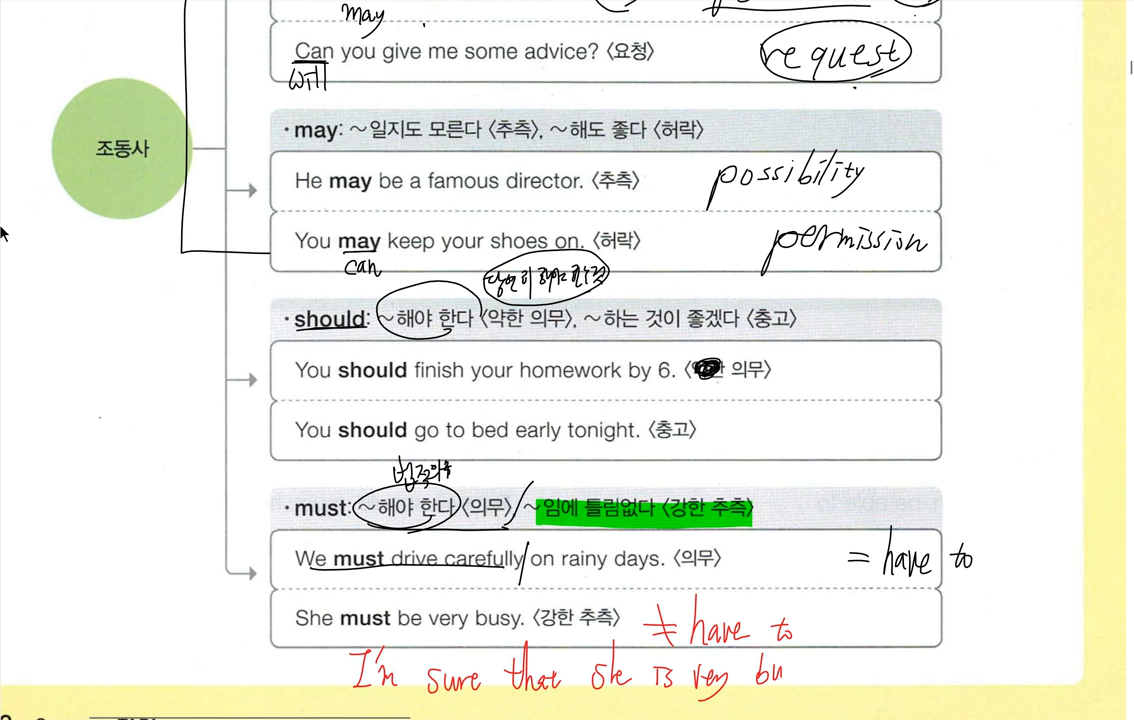 may
Can you give me some advice? 〈요청〉
request
will
조동사
· may: ~일지도 모른다 〈추측〉, ~해도 좋다 〈허락〉
He may be a famous director. 〈추측〉
possibility
You may keep your shoes on. 〈허락〉
permission
can
· should: ~해야 한다 〈약한 의무〉, ~하는 것이 좋겠다 〈충고〉
You should finish your homework by 6. 〈 의무〉
You should go to bed early tonight. 〈충고〉
· must: ~해야 한다 〈의무〉 / ~임에 틀림없다 〈강한 추측〉
We must drive carefully / on rainy days. 〈의무〉
= have to
She must be very busy. 〈강한 추측〉
≠ have to
I'm sure that she is very bu